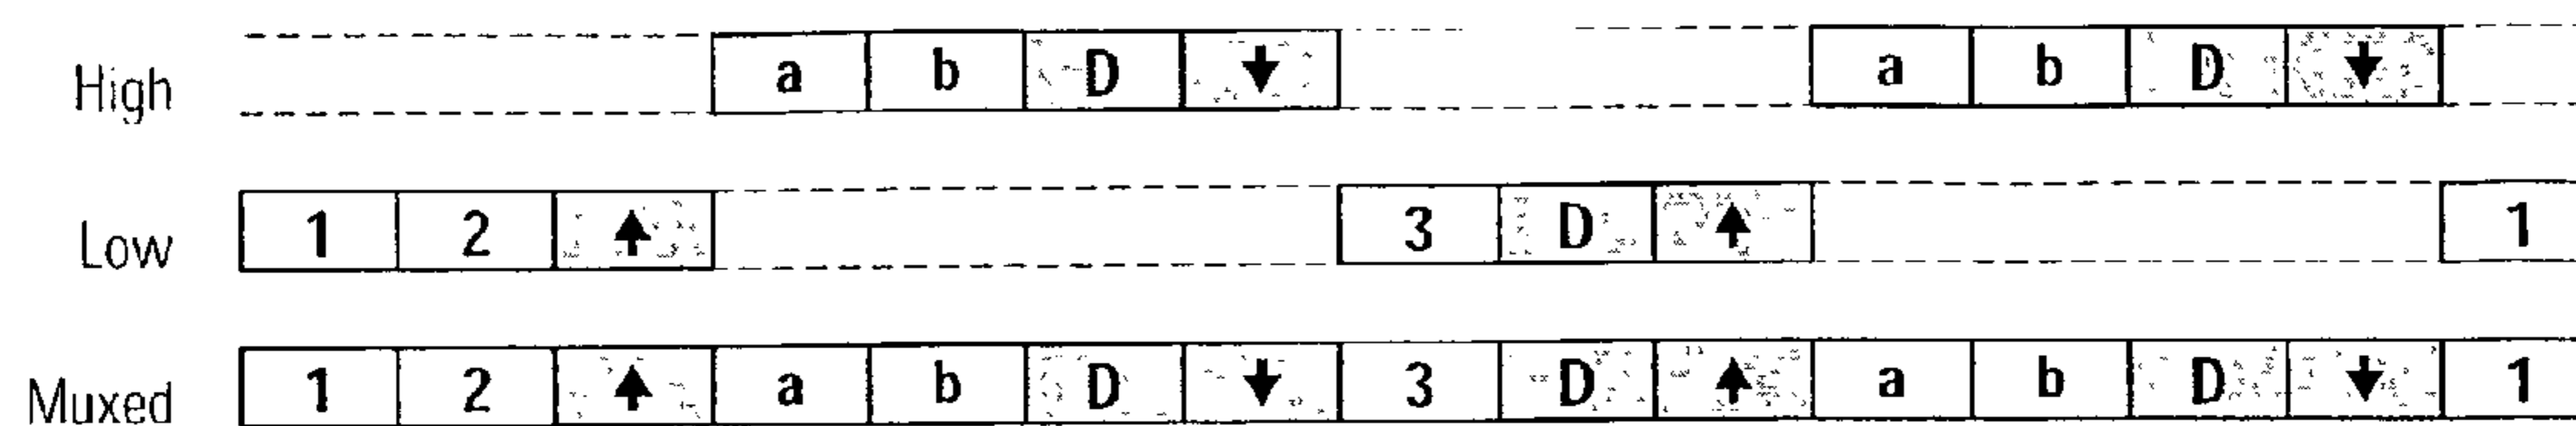 High a b D ↓ a b D ↓
Low 1 2 ↑ 3 D ↑ 1
Muxed 1 2 ↑ a b D ↓ 3 D ↑ a b D ↓ 1